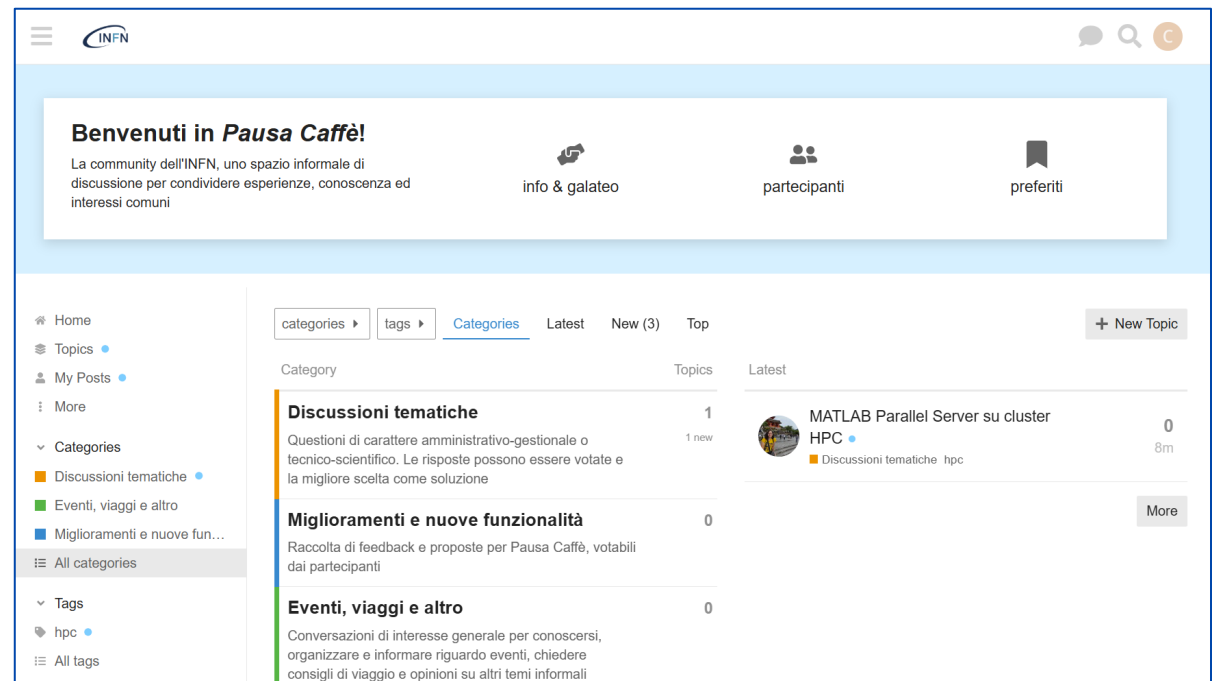 INFN
C
Benvenuti in Pausa Caffè!
La community dell'INFN, uno spazio informale di
discussione per condividere esperienze, conoscenza ed
interessi comuni
info & galateo
partecipanti
preferiti
Home
Topics
My Posts
More
Categories
Discussioni tematiche
Eventi, viaggi e altro
Miglioramenti e nuove fun...
All categories
Tags
hpc
All tags
categories
tags
Categories
Latest
New (3)
Top
+ New Topic
Category
Topics
Discussioni tematiche
1
Questioni di carattere amministrativo-gestionale o
1 new
tecnico-scientifico. Le risposte possono essere votate e
la migliore scelta come soluzione
Miglioramenti e nuove funzionalità
0
Raccolta di feedback e proposte per Pausa Caffè, votabili
dai partecipanti
Eventi, viaggi e altro
0
Conversazioni di interesse generale per conoscersi,
organizzare e informare riguardo eventi, chiedere
consigli di viaggio e opinioni su altri temi informali
Latest
MATLAB Parallel Server su cluster
HPC
0
8m
Discussioni tematiche hpc
More